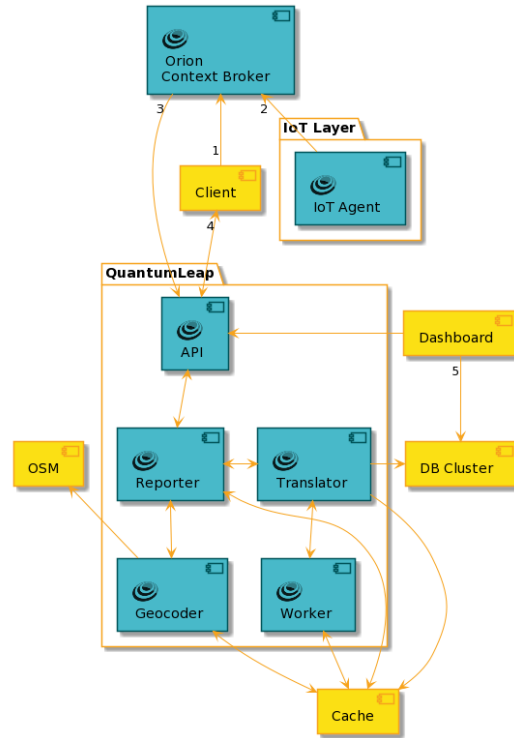 Orion
Context Broker
3
1
2
IoT Layer
IoT Agent
Client
4
QuantumLeap
API
Dashboard
5
Reporter
Translator
OSM
DB Cluster
Geocoder
Worker
Cache